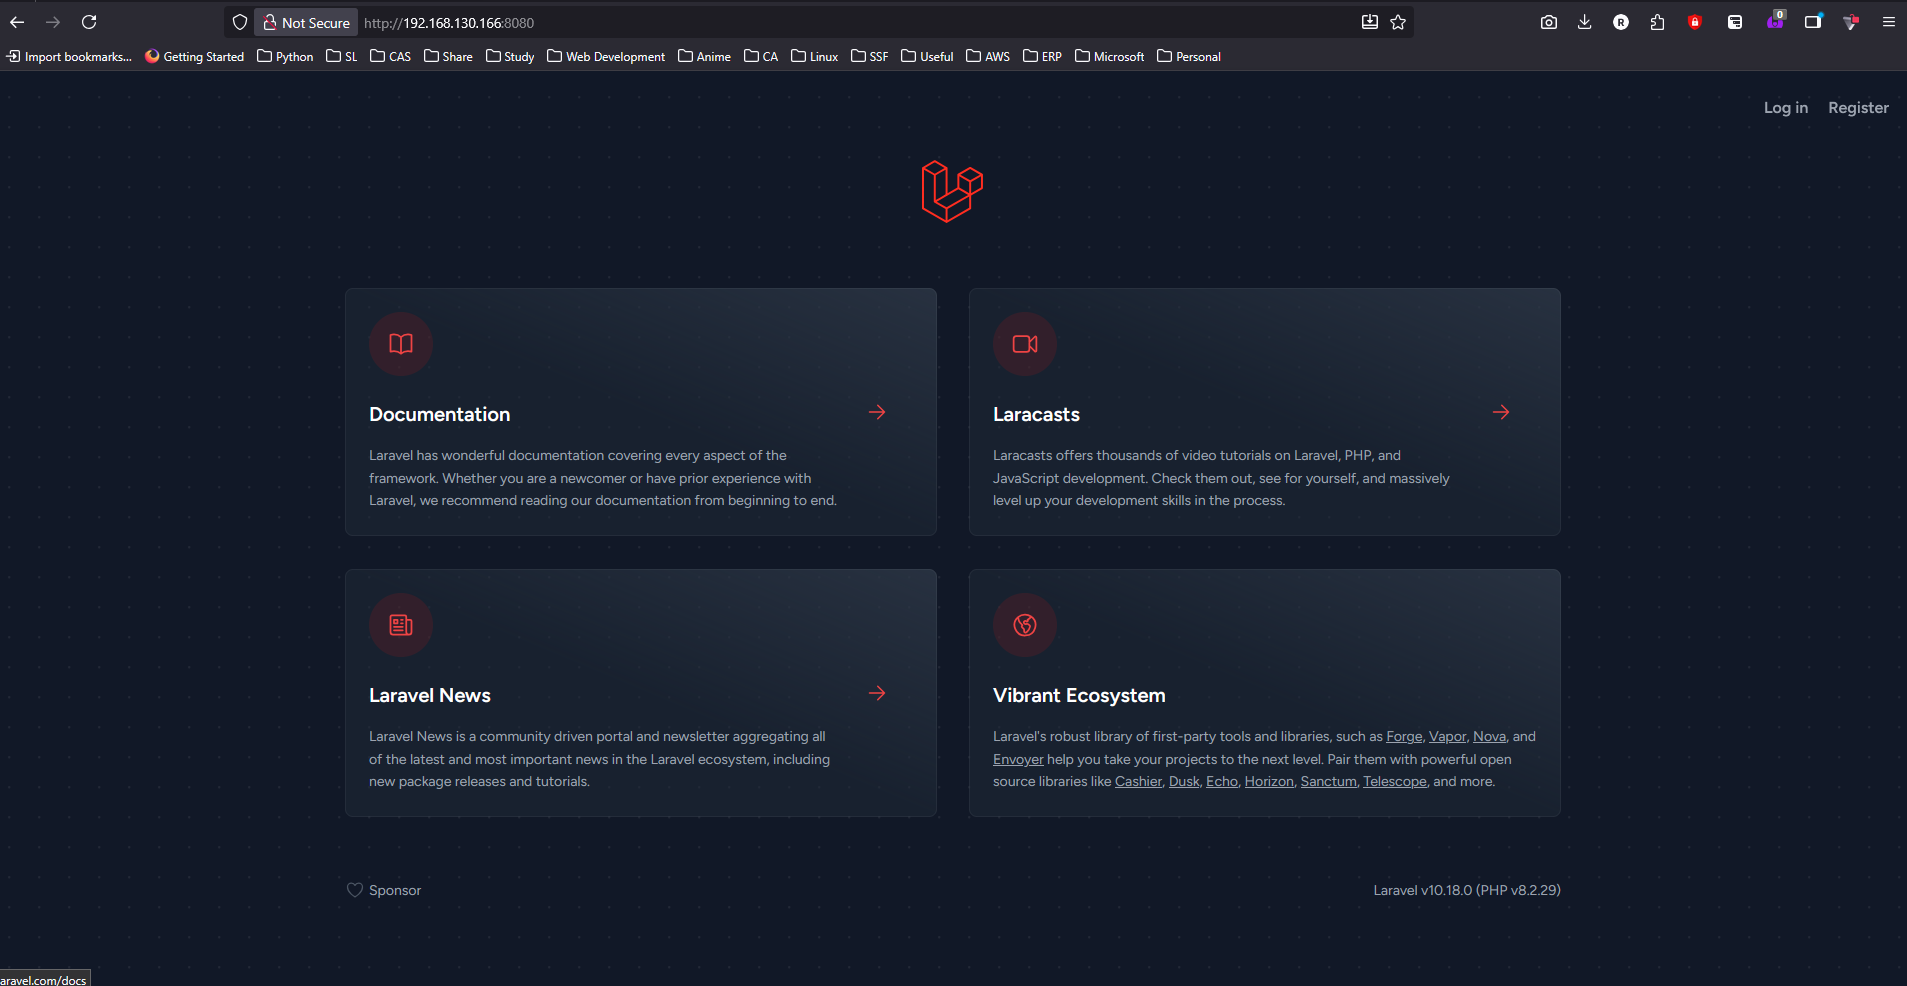 Not Secure http://192.168.130.166:8080
0
Import bookmarks... Getting Started Python SL CAS Share Study Web Development Anime CA Linux SSF Useful AWS ERP Microsoft Personal
Log in Register
Documentation
Laravel has wonderful documentation covering every aspect of the
framework. Whether you are a newcomer or have prior experience with
Laravel, we recommend reading our documentation from beginning to end.
Laracasts
Laracasts offers thousands of video tutorials on Laravel, PHP, and
JavaScript development. Check them out, see for yourself, and massively
level up your development skills in the process.
Laravel News
Laravel News is a community driven portal and newsletter aggregating all
of the latest and most important news in the Laravel ecosystem, including
new package releases and tutorials.
Vibrant Ecosystem
Laravel's robust library of first-party tools and libraries, such as Forge, Vapor, Nova, and
Envoyer help you take your projects to the next level. Pair them with powerful open
source libraries like Cashier, Dusk, Echo, Horizon, Sanctum, Telescope, and more.
Sponsor
Laravel v10.18.0 (PHP v8.2.29)
aravel.com/docs